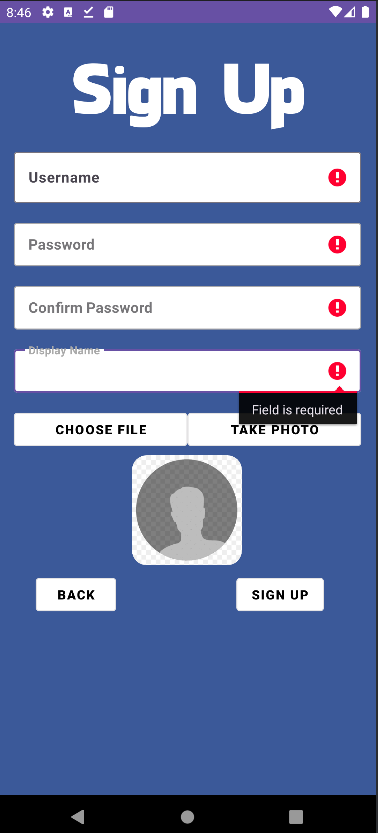 8:46
Sign Up
Username
Password
Confirm Password
Display Name
Field is required
CHOOSE FILE
TAKE PHOTO
BACK
SIGN UP